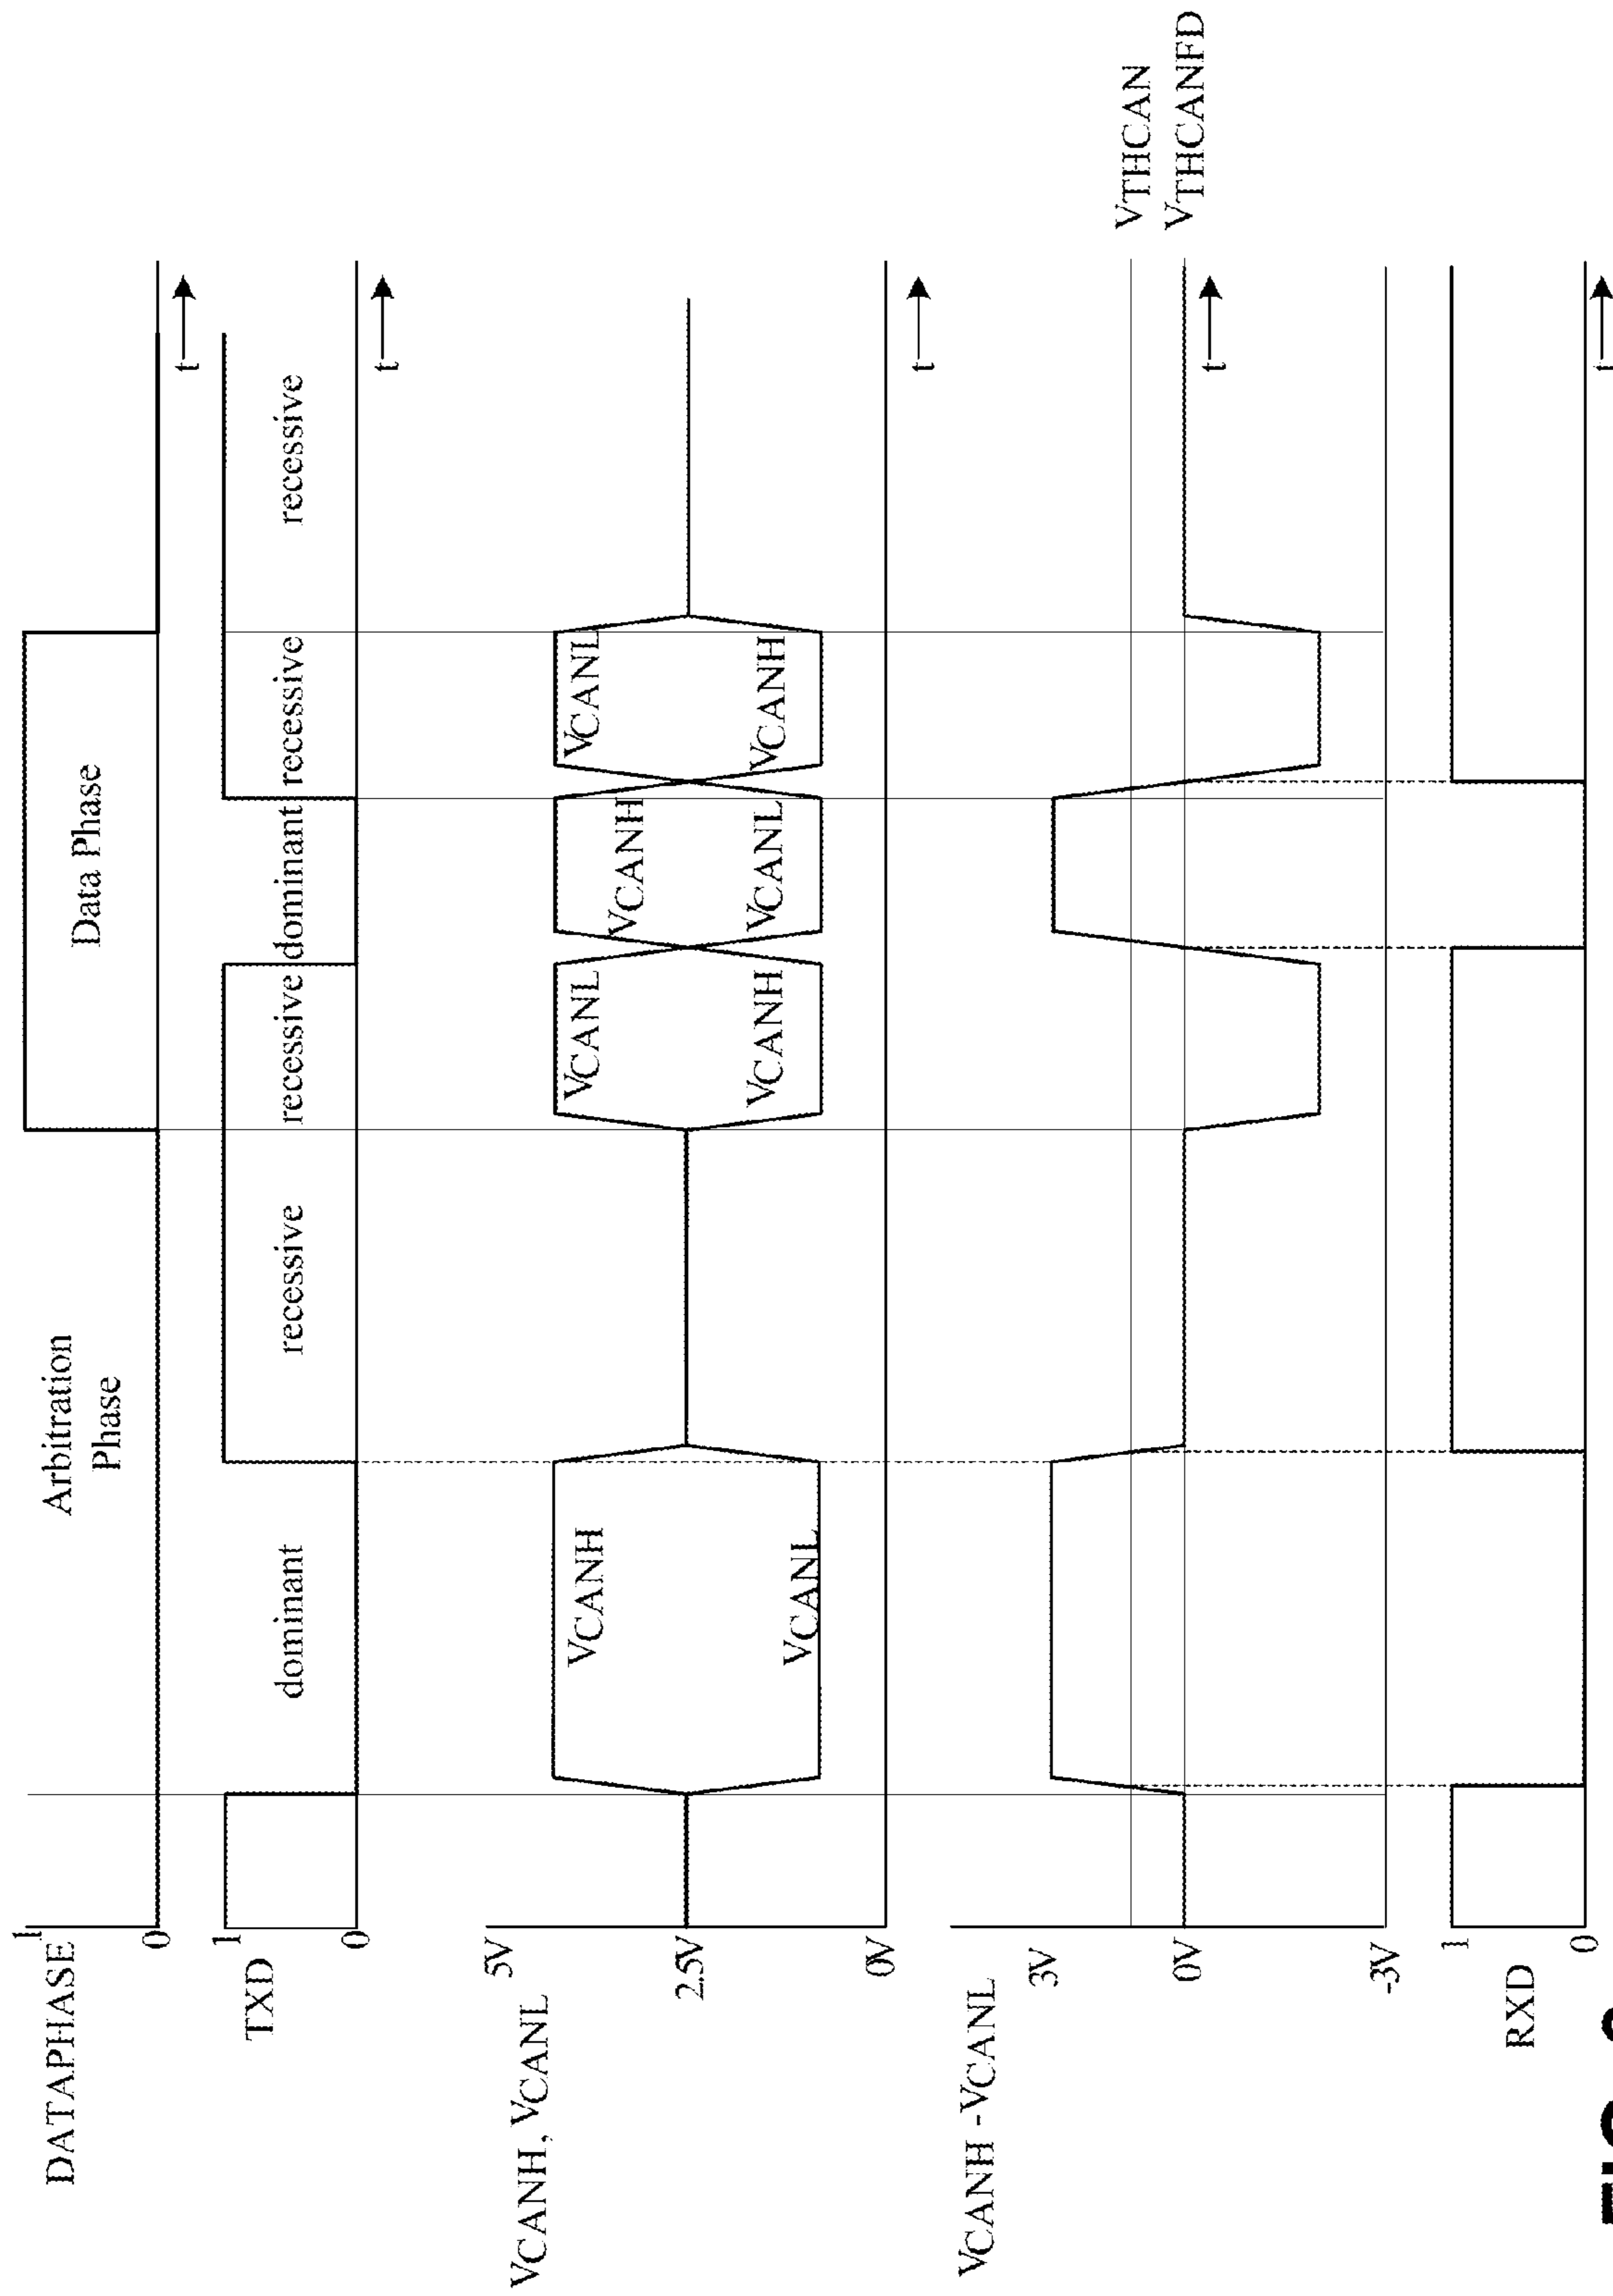 DATAPHASE
1
0
Arbitration
Phase
Data Phase
t
TXD
1
0
dominant
recessive
recessive
dominant
recessive
recessive
t
VCANH, VCANL
5V
2.5V
0V
VCANH
VCANL
VCANL
VCANH
VCANH
VCANL
VCANL
VCANH
t
VCANH -VCANL
3V
0V
-3V
VTHCAN
VTHCANFD
t
RXD
1
0
t